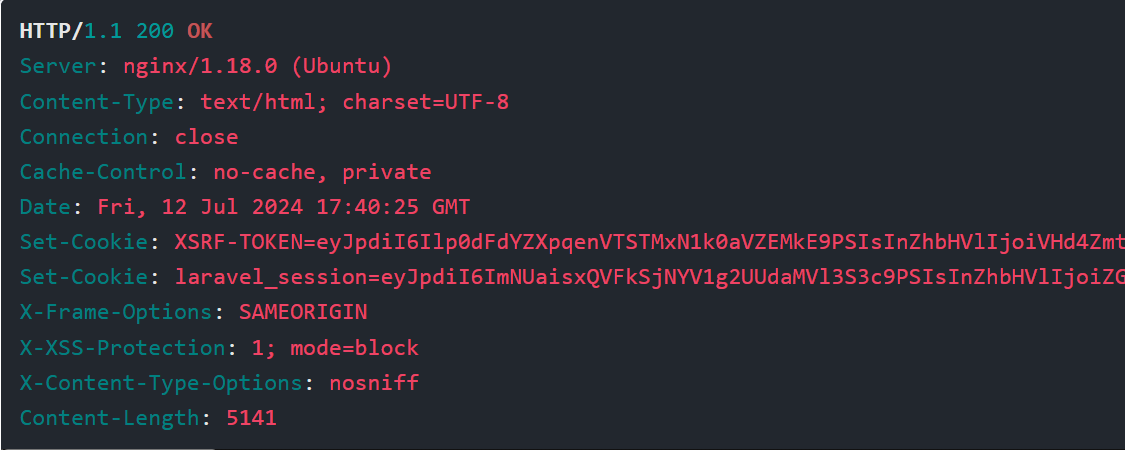 HTTP/1.1 200 OK
Server: nginx/1.18.0 (Ubuntu)
Content-Type: text/html; charset=UTF-8
Connection: close
Cache-Control: no-cache, private
Date: Fri, 12 Jul 2024 17:40:25 GMT
Set-Cookie: XSRF-TOKEN=eyJpdiI6Ilp0dFdYZXpqenVTSTMxN1k0aVZEMkE9PSIsInZhbHVlIjoiVHd4Zmt
Set-Cookie: laravel_session=eyJpdiI6ImNUaisxQVFkSjNYV1g2UUdaMVl3S3c9PSIsInZhbHVlIjoiZG
X-Frame-Options: SAMEORIGIN
X-XSS-Protection: 1; mode=block
X-Content-Type-Options: nosniff
Content-Length: 5141